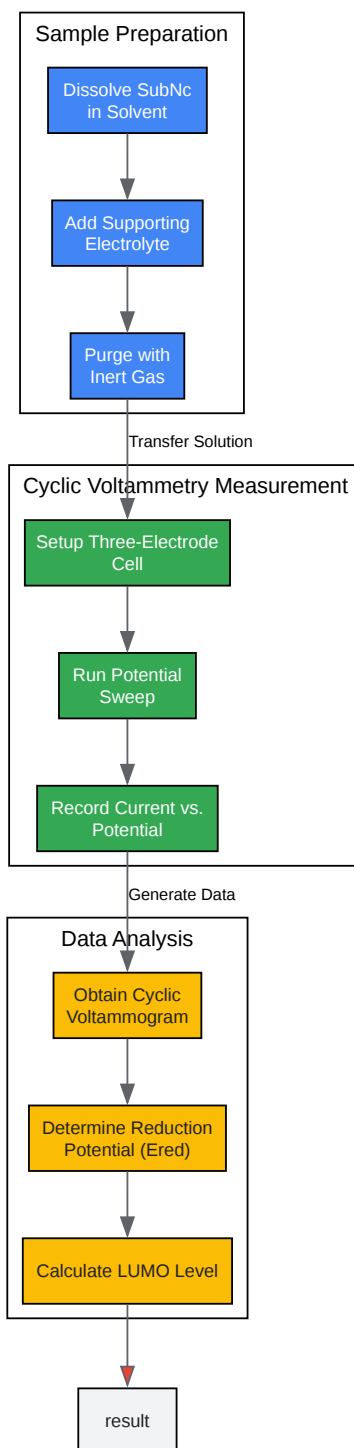 Sample Preparation
Dissolve SubNc
in Solvent
Add Supporting
Electrolyte
Purge with
Inert Gas
Transfer Solution
Cyclic Voltammetry Measurement
Setup Three-Electrode
Cell
Run Potential
Sweep
Record Current vs.
Potential
Generate Data
Data Analysis
Obtain Cyclic
Voltammogram
Determine Reduction
Potential (Ered)
Calculate LUMO Level
result